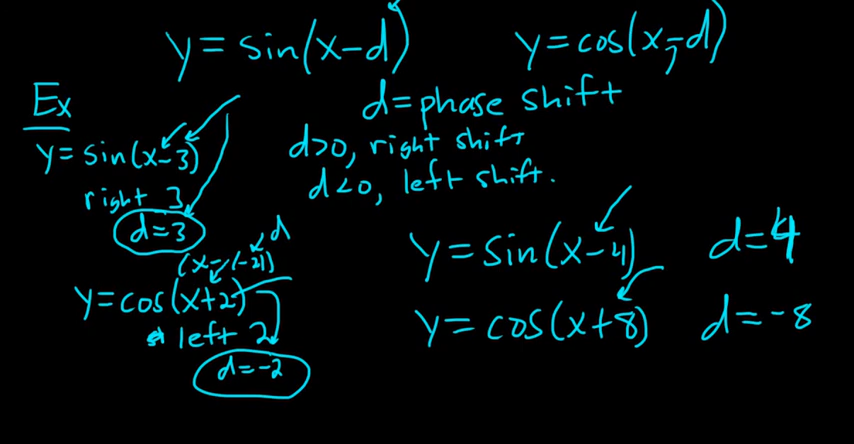 y = sin(x-d)
y = cos(x-d)
d = phase shift
d>0, right shift
d<0, left shift.
Ex
y = sin(x-3)
right 3
d=3
d
(x-(-2))
y = cos(x+2)
left 2
d=-2
y = sin(x-4) d=4
y = cos(x+8) d=-8